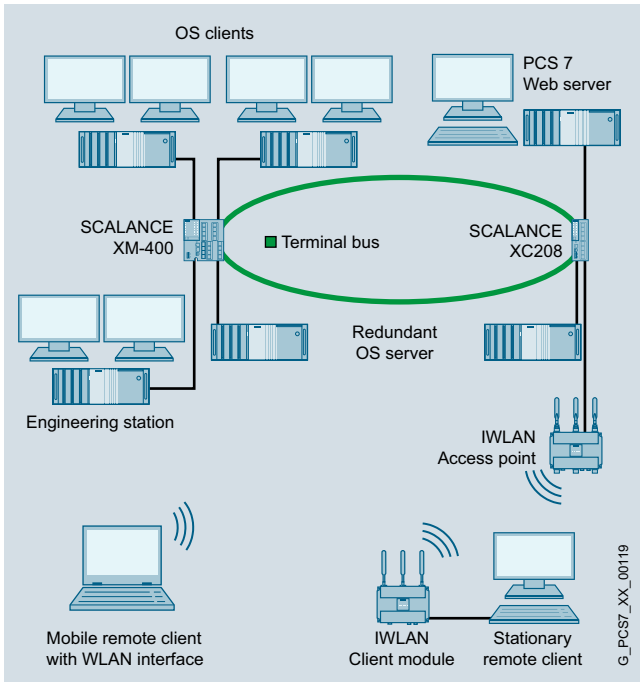 OS clients
PCS 7
Web server
SCALANCE
XM-400
Terminal bus
SCALANCE
XC208
Redundant
OS server
Engineering station
IWLAN
Access point
Mobile remote client
with WLAN interface
IWLAN
Client module
Stationary
remote client
G_PCS7_XX_00119